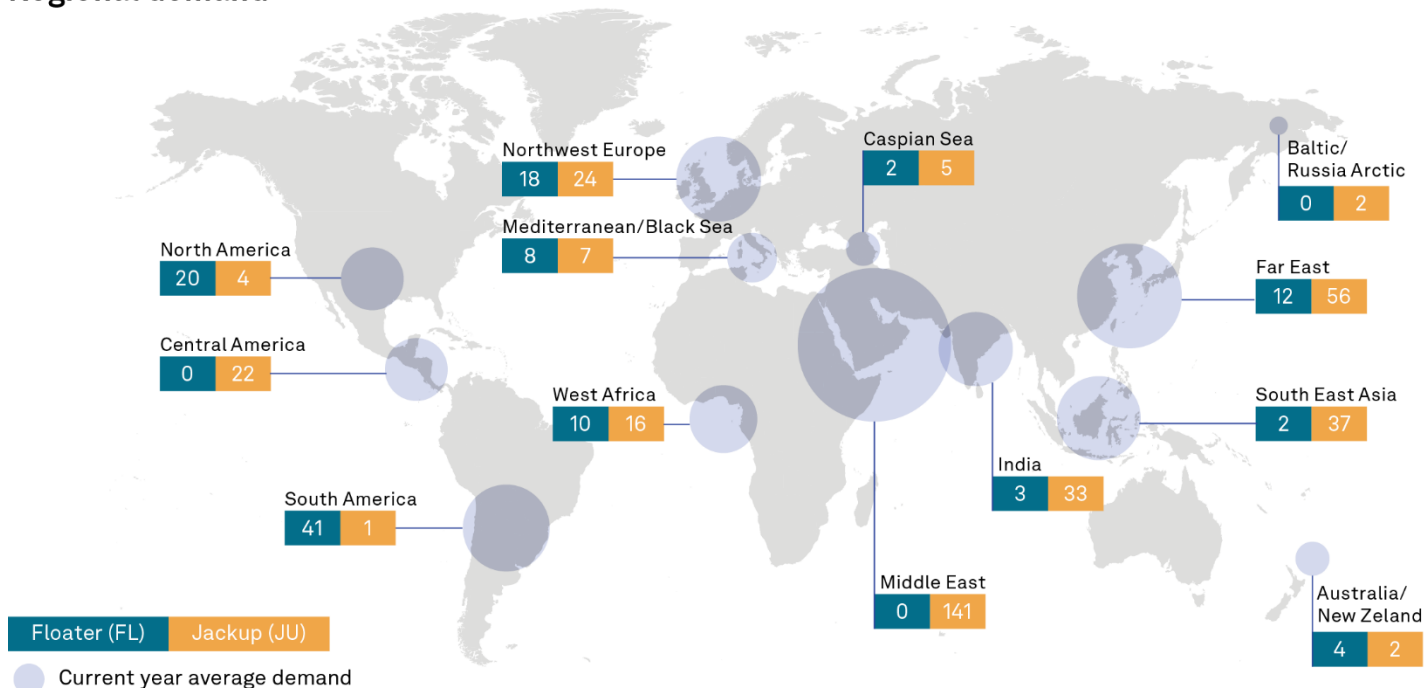 Northwest Europe
18 24
Caspian Sea
2 5
Baltic/
Russia Arctic
0 2
Mediterranean/Black Sea
8 7
North America
20 4
Far East
12 56
Central America
0 22
West Africa
10 16
South East Asia
2 37
India
3 33
South America
41 1
Middle East
0 141
Australia/
New Zeland
4 2
Floater (FL) Jackup (JU)
Current year average demand